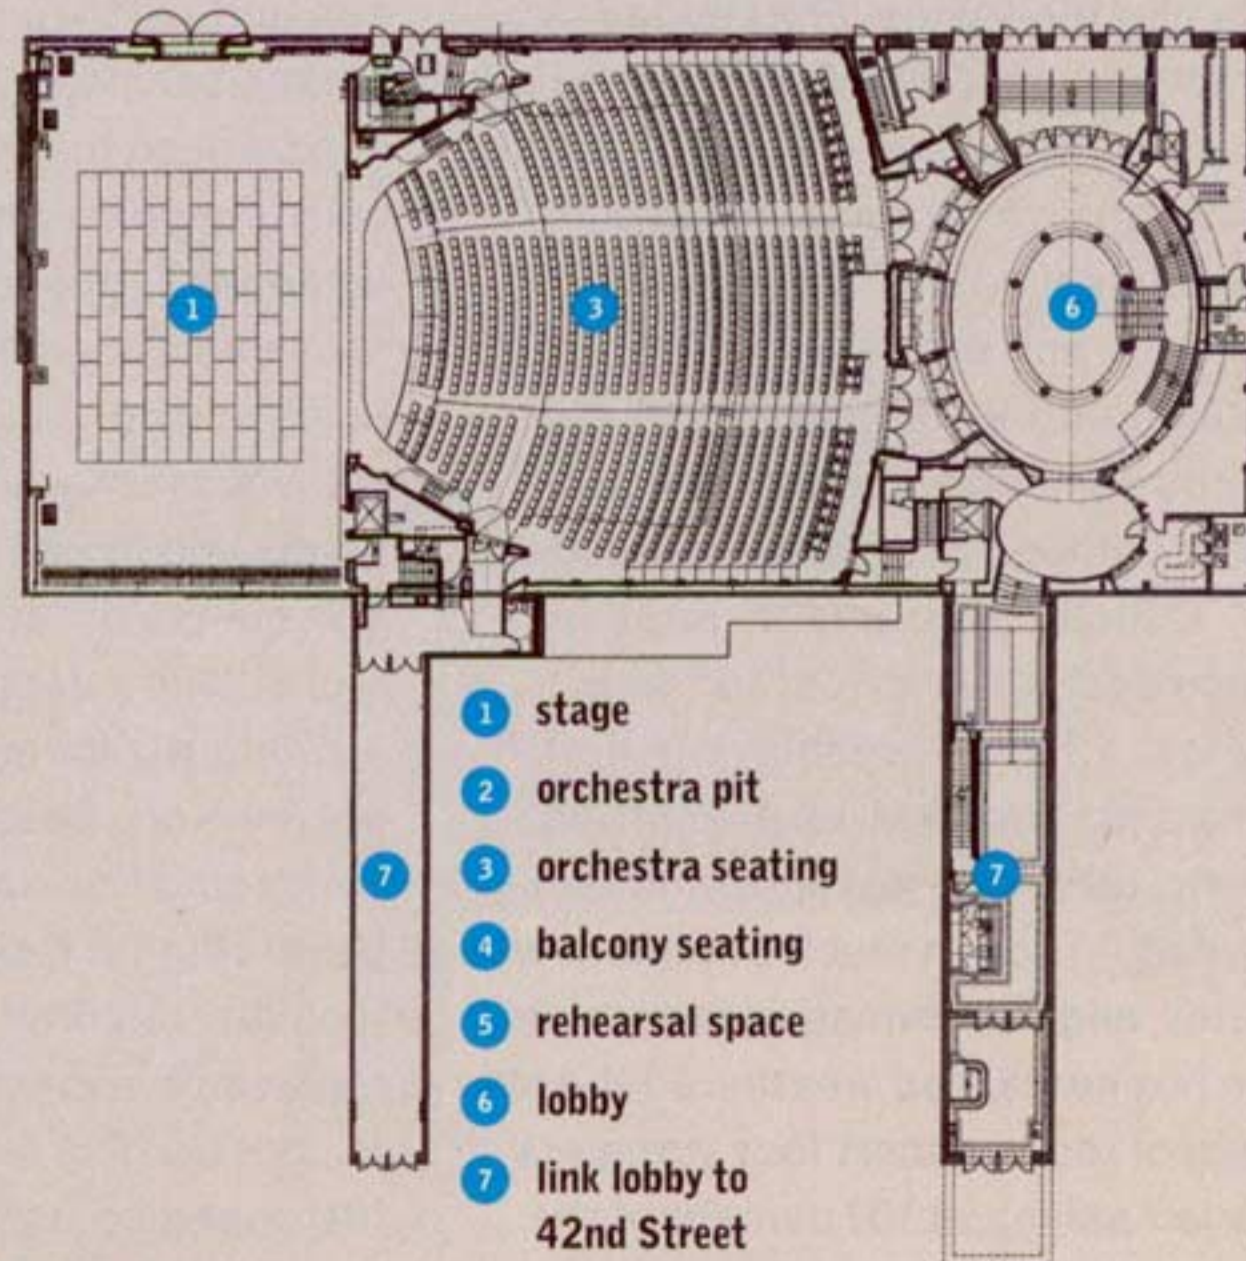 1
3
6
1 stage
2 orchestra pit
3 orchestra seating
4 balcony seating
5 rehearsal space
6 lobby
7 link lobby to
42nd Street
7
7